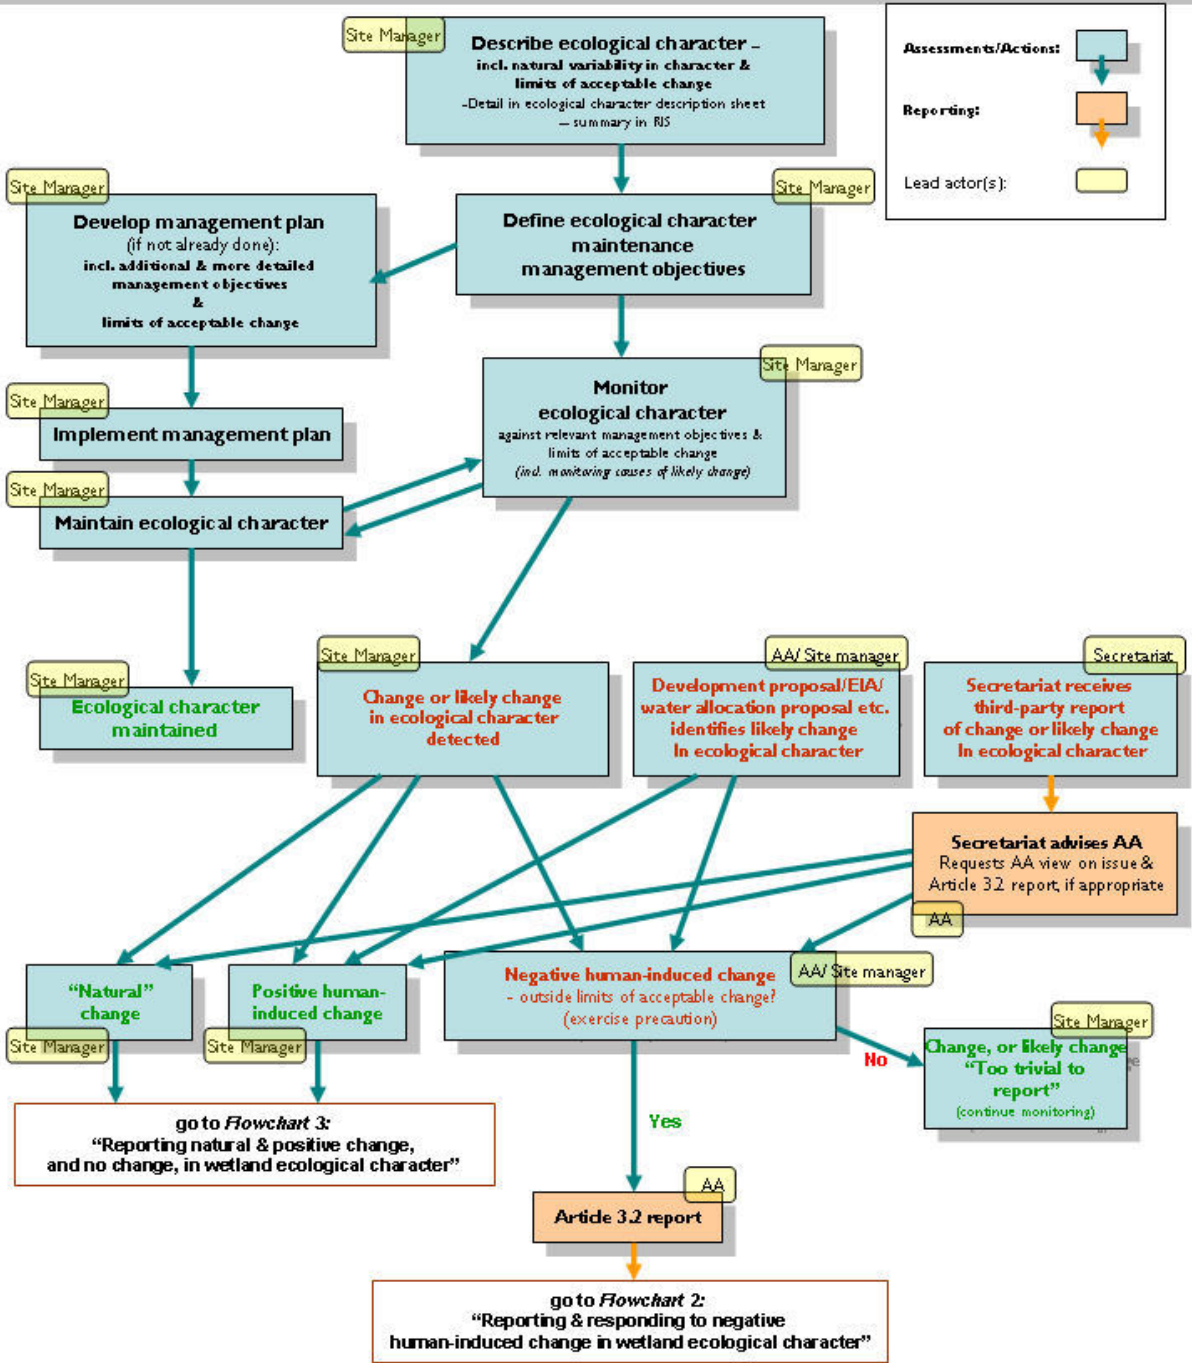 Site Manager
Describe ecological character –
incl. natural variability in character &
limits of acceptable change
-Detail in ecological character description sheet
— summary in RIS
Assessments/Actions:
Reporting:
Lead actor(s):
Site Manager
Develop management plan
(if not already done):
incl. additional & more detailed
management objectives
&
limits of acceptable change
Site Manager
Define ecological character
maintenance
management objectives
Site Manager
Monitor
ecological character
against relevant management objectives &
limits of acceptable change
(incl. monitoring causes of likely change)
Site Manager
Implement management plan
Site Manager
Maintain ecological character
Site Manager
Ecological character
maintained
Site Manager
Change or likely change
in ecological character
detected
AA/ Site manager
Development proposal/EIA/
water allocation proposal etc.
identifies likely change
In ecological character
Secretariat
Secretariat receives
third-party report
of change or likely change
In ecological character
Secretariat advises AA
Requests AA view on issue &
Article 3.2 report, if appropriate
AA
"Natural"
change
Site Manager
Positive human-
induced change
Site Manager
Negative human-induced change
- outside limits of acceptable change?
(exercise precaution)
AA/ Site manager
No
Site Manager
Change, or likely change
"Too trivial to
report"
(continue monitoring)
Yes
go to Flowchart 3:
"Reporting natural & positive change,
and no change, in wetland ecological character"
AA
Article 3.2 report
go to Flowchart 2:
"Reporting & responding to negative
human-induced change in wetland ecological character"